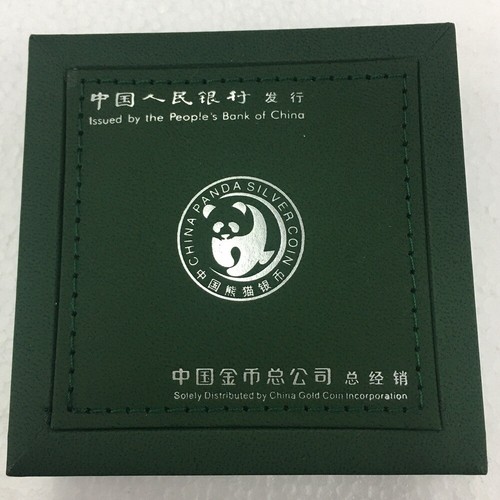 中国人民银行 发行
Issued by the People's Bank of China
CHINA PANDA SILVER COIN
中国熊猫银币
中国金币总公司 总经销
Solely Distributed by China Gold Coin Incorporation